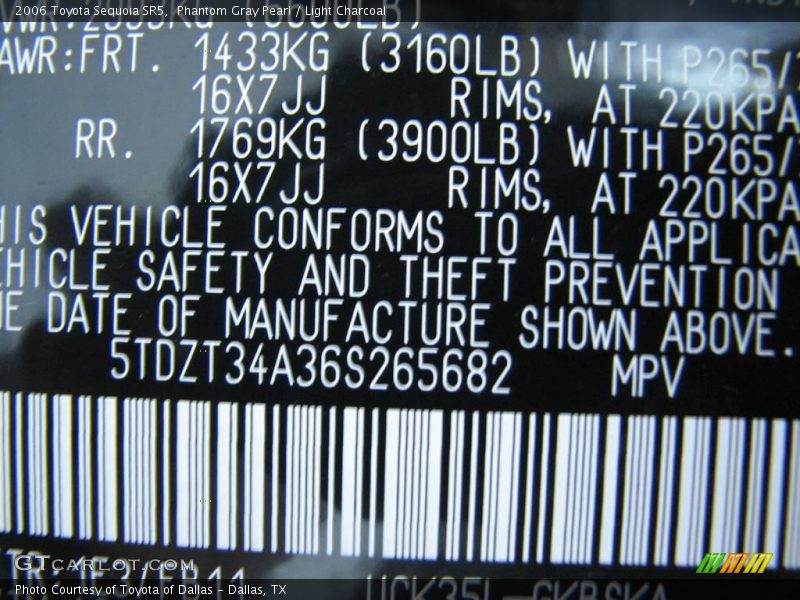 2006 Toyota Sequoia SR5, Phantom Gray Pearl / Light Charcoal
AWR:FRT. 1433KG (3160LB) WITH P265/
16X7JJ RIMS, AT 220KPA
RR. 1769KG (3900LB) WITH P265/
16X7JJ RIMS, AT 220KPA
HIS VEHICLE CONFORMS TO ALL APPLICA
EHICLE SAFETY AND THEFT PREVENTION
E DATE OF MANUFACTURE SHOWN ABOVE.
5TDZT34A36S265682 MPV
GTCARLOT.COM
Photo Courtesy of Toyota of Dallas - Dallas, TX